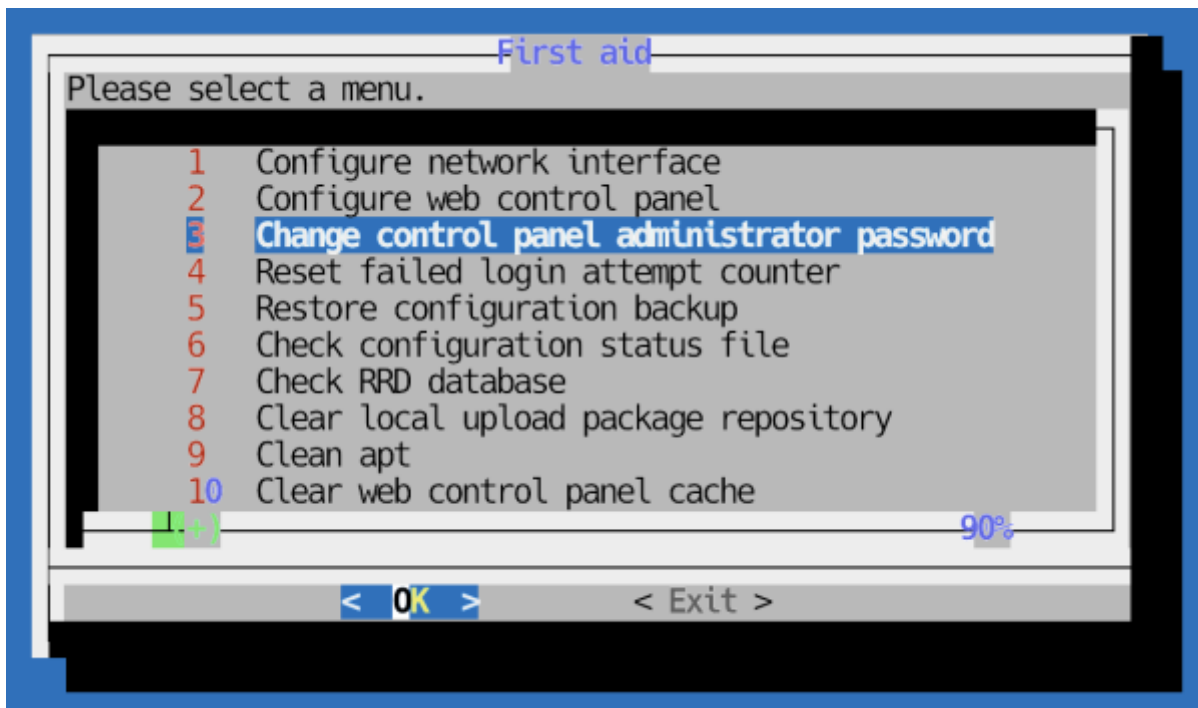 First aid
Please select a menu.
1 Configure network interface
2 Configure web control panel
3 Change control panel administrator password
4 Reset failed login attempt counter
5 Restore configuration backup
6 Check configuration status file
7 Check RRD database
8 Clear local upload package repository
9 Clean apt
10 Clear web control panel cache
(+) 90%
< OK > < Exit >